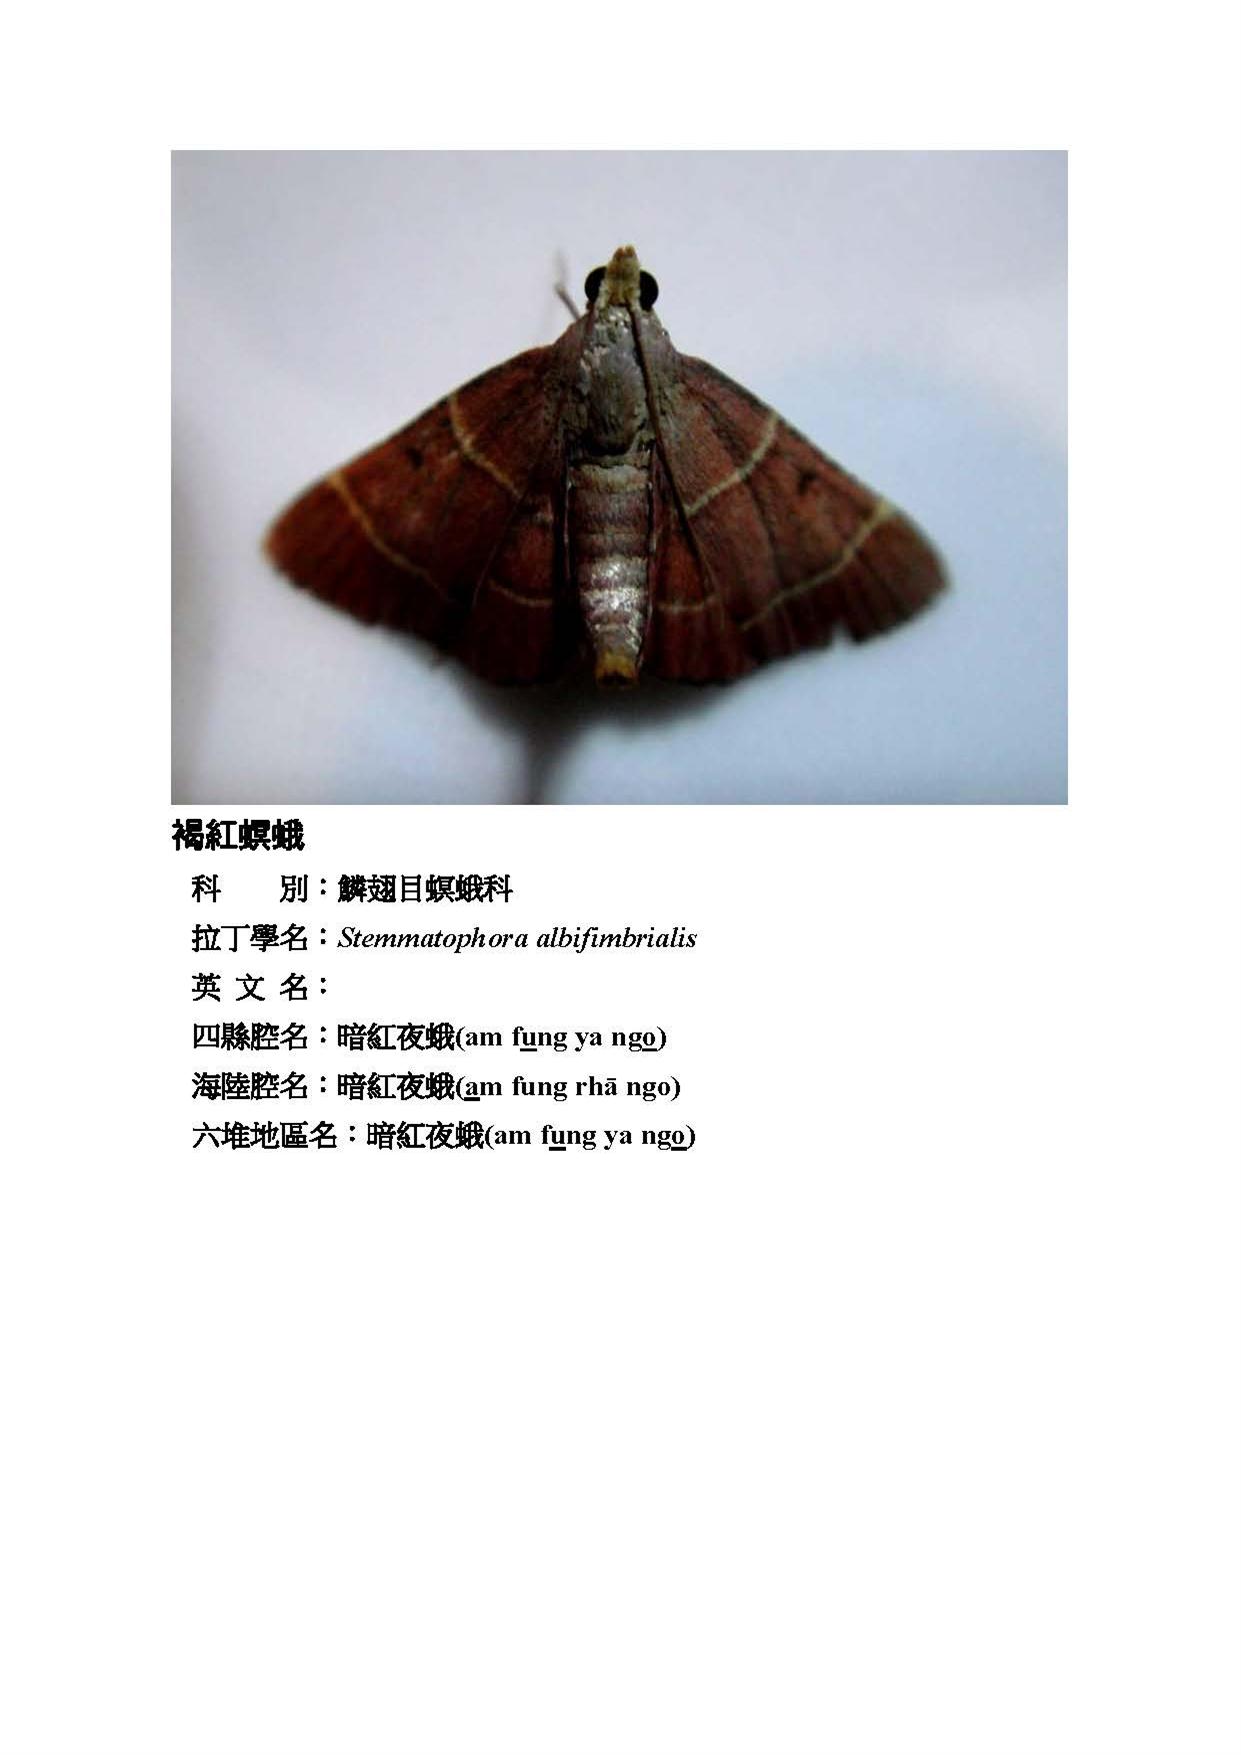 褐紅螟蛾
科　　別：鱗翅目螟蛾科
拉丁學名：Stemmatophora albifimbrialis
英 文 名：
四縣腔名：暗紅夜蛾(am fung ya ngo)
海陸腔名：暗紅夜蛾(am fung rhā ngo)
六堆地區名：暗紅夜蛾(am fung ya ngo)